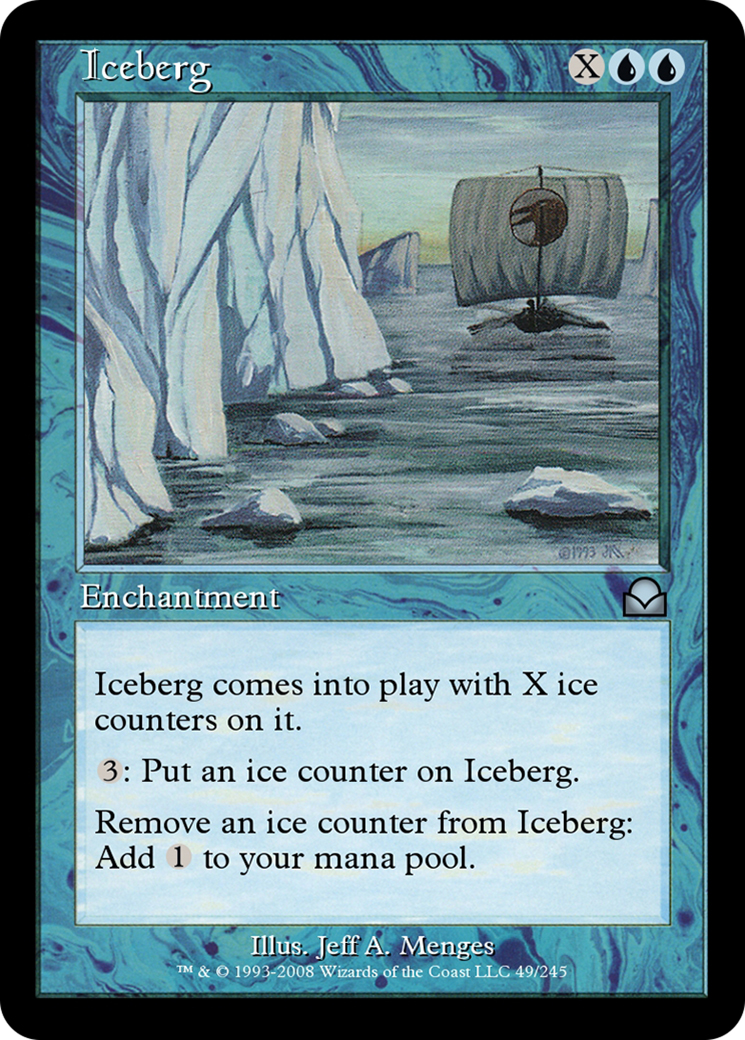 Iceberg X
©1993
Enchantment
Iceberg comes into play with X ice
counters on it.
3: Put an ice counter on Iceberg.
Remove an ice counter from Iceberg:
Add 1 to your mana pool.
Illus. Jeff A. Menges
™ & © 1993-2008 Wizards of the Coast LLC 49/245